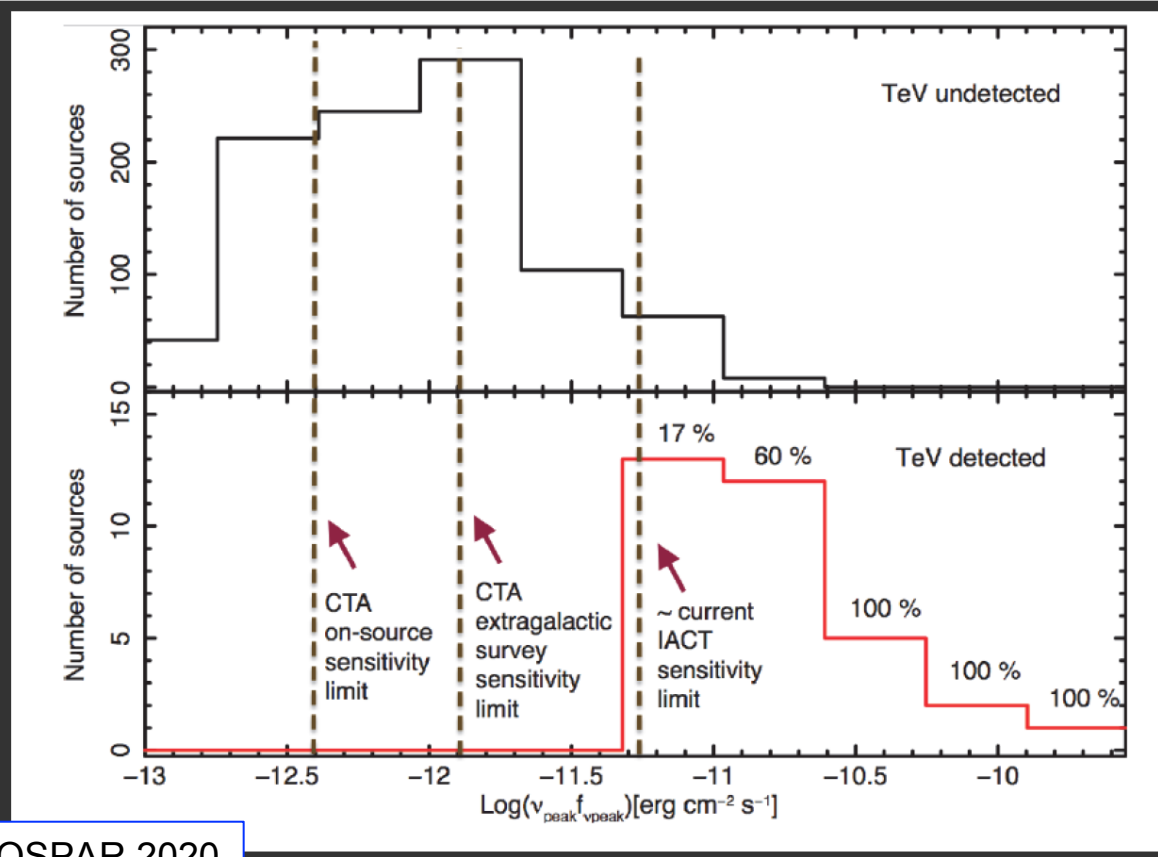 300
200
100
0
Number of sources
TeV undetected
15
10
5
0
Number of sources
TeV detected
17 %
60 %
100 %
100 %
100 %
CTA
on-source
sensitivity
limit
CTA
extragalactic
survey
sensitivity
limit
~ current
IACT
sensitivity
limit
−13 −12.5 −12 −11.5 −11 −10.5 −10
Log(νpeakfνpeak)[erg cm−2 s−1]
OSPAR 2020